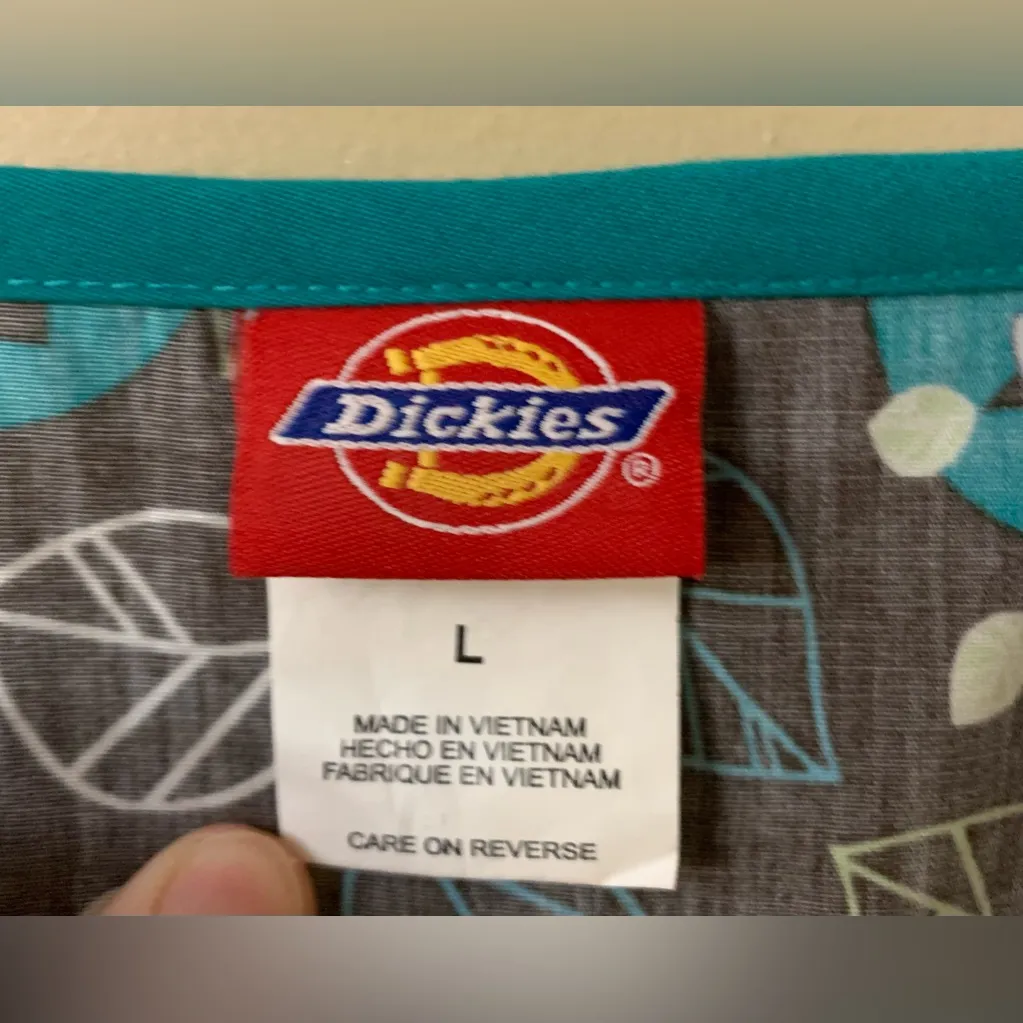 Dickies®
L
MADE IN VIETNAM
HECHO EN VIETNAM
FABRIQUE EN VIETNAM
CARE ON REVERSE